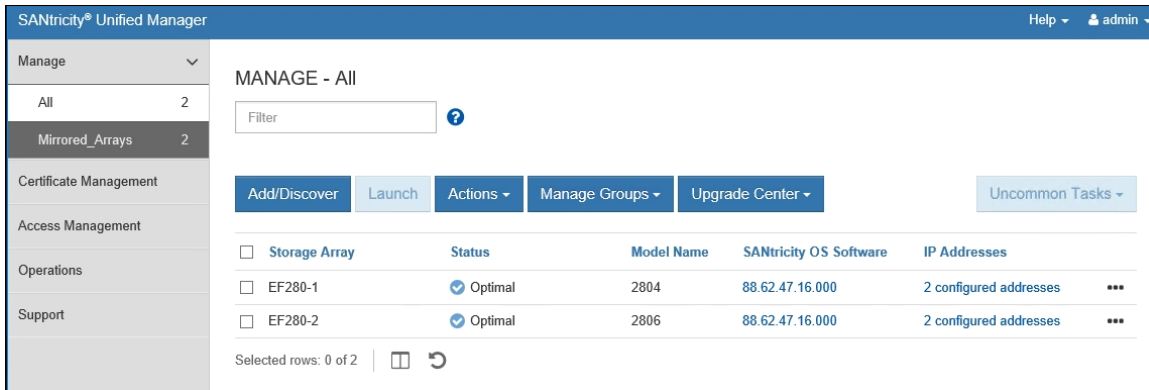 SANtricity® Unified Manager
Help
admin
Manage
All 2
Mirrored_Arrays 2
Certificate Management
Access Management
Operations
Support
MANAGE - All
Filter
?
Add/Discover Launch Actions Manage Groups Upgrade Center Uncommon Tasks
Storage Array Status Model Name SANtricity OS Software IP Addresses
EF280-1 Optimal 2804 88.62.47.16.000 2 configured addresses •••
EF280-2 Optimal 2806 88.62.47.16.000 2 configured addresses •••
Selected rows: 0 of 2